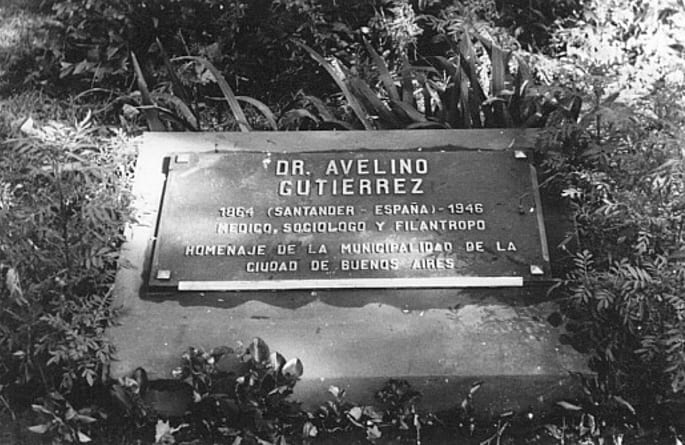 DR. AVELINO
GUTIERREZ
1864 (SANTANDER - ESPAÑA) - 1946
MEDICO, SOCIOLOGO Y FILANTROPO
HOMENAJE DE LA MUNICIPALIDAD DE LA
CIUDAD DE BUENOS AIRES